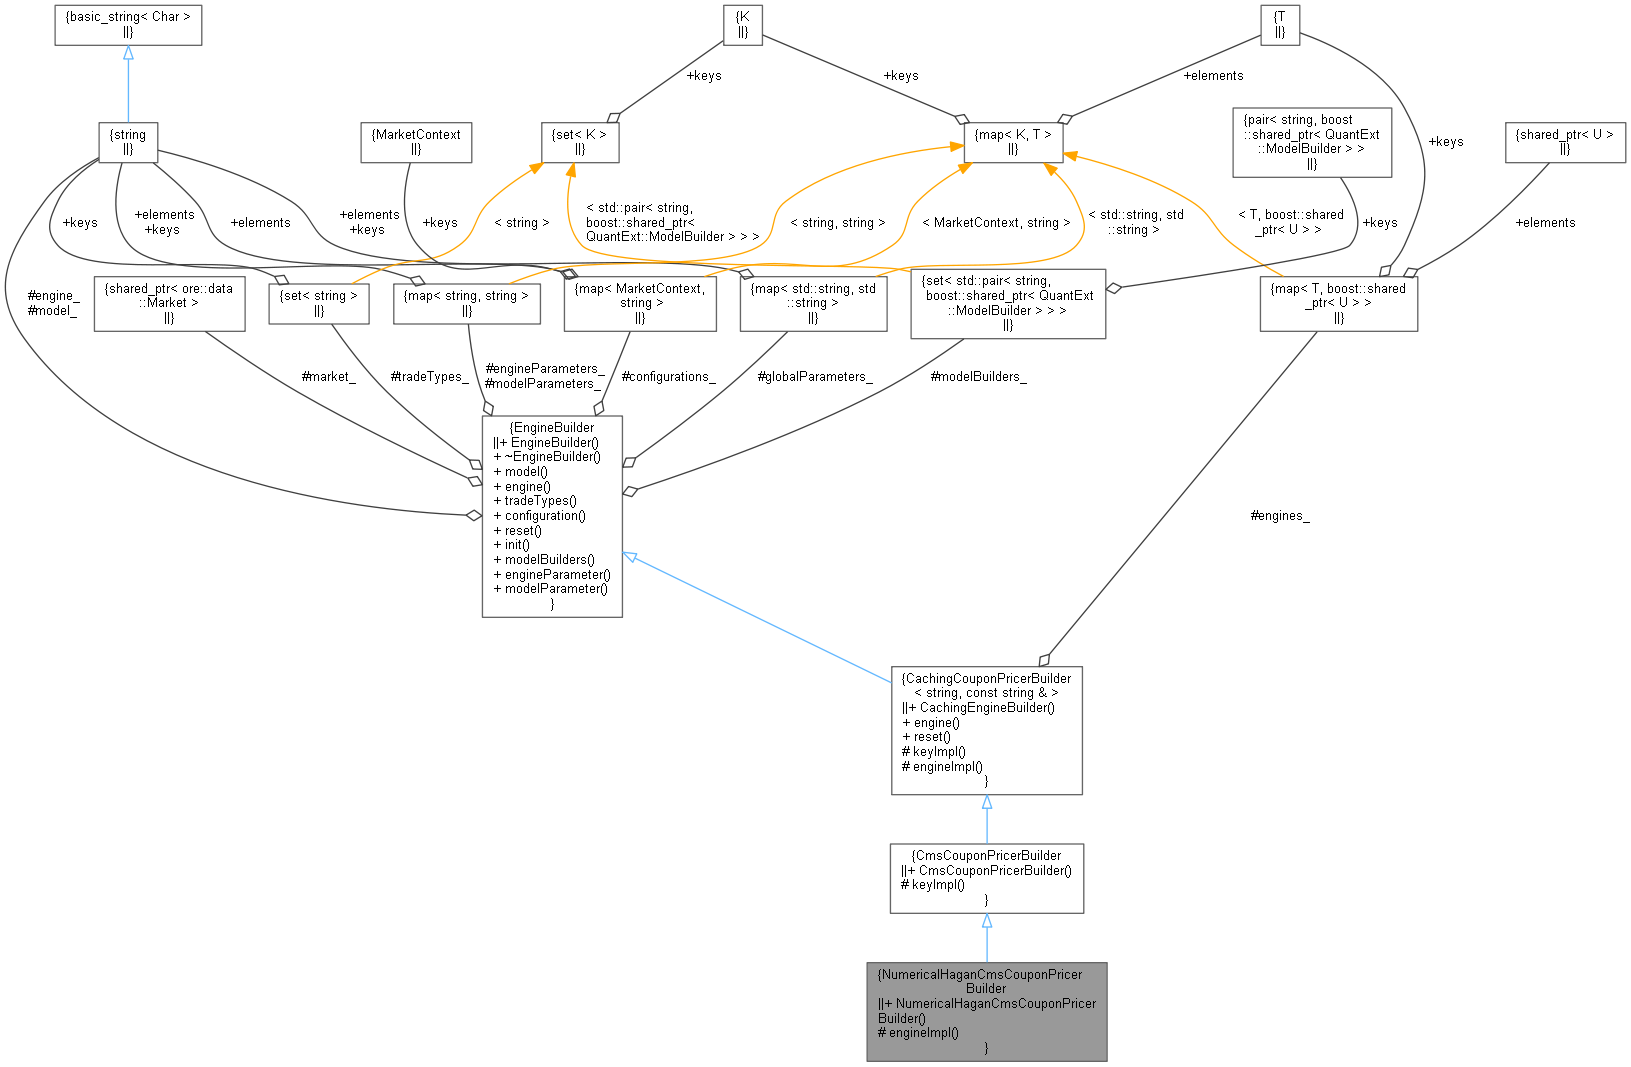 {basic_string< Char >
||}
{K
||}
{T
||}
+keys
+keys
+elements
{string
||}
{MarketContext
||}
{set< K >
||}
{map< K, T >
||}
{pair< string, boost
::shared_ptr< QuantExt
::ModelBuilder > >
||}
{shared_ptr< U >
||}
+keys
+keys
+elements
+keys
+elements
+elements
+keys
+keys
< string >
< std::pair< string,
boost::shared_ptr<
QuantExt::ModelBuilder > > >
< string, string >
< MarketContext, string >
< std::string, std
::string >
< T, boost::shared
_ptr< U > >
+keys
+elements
#engine_
#model_
{shared_ptr< ore::data
::Market >
||}
{set< string >
||}
{map< string, string >
||}
{map< MarketContext,
string >
||}
{map< std::string, std
::string >
||}
{set< std::pair< string,
boost::shared_ptr< QuantExt
::ModelBuilder > > >
||}
{map< T, boost::shared
_ptr< U > >
||}
#market_
#tradeTypes_
#engineParameters_
#modelParameters_
#configurations_
#globalParameters_
#modelBuilders_
{EngineBuilder
||+ EngineBuilder()
+ ~EngineBuilder()
+ model()
+ engine()
+ tradeTypes()
+ configuration()
+ reset()
+ init()
+ modelBuilders()
+ engineParameter()
+ modelParameter()
}
#engines_
{CachingCouponPricerBuilder
< string, const string & >
||+ CachingEngineBuilder()
+ engine()
+ reset()
# keyImpl()
# engineImpl()
}
{CmsCouponPricerBuilder
||+ CmsCouponPricerBuilder()
# keyImpl()
}
{NumericalHaganCmsCouponPricer
Builder
||+ NumericalHaganCmsCouponPricer
Builder()
# engineImpl()
}